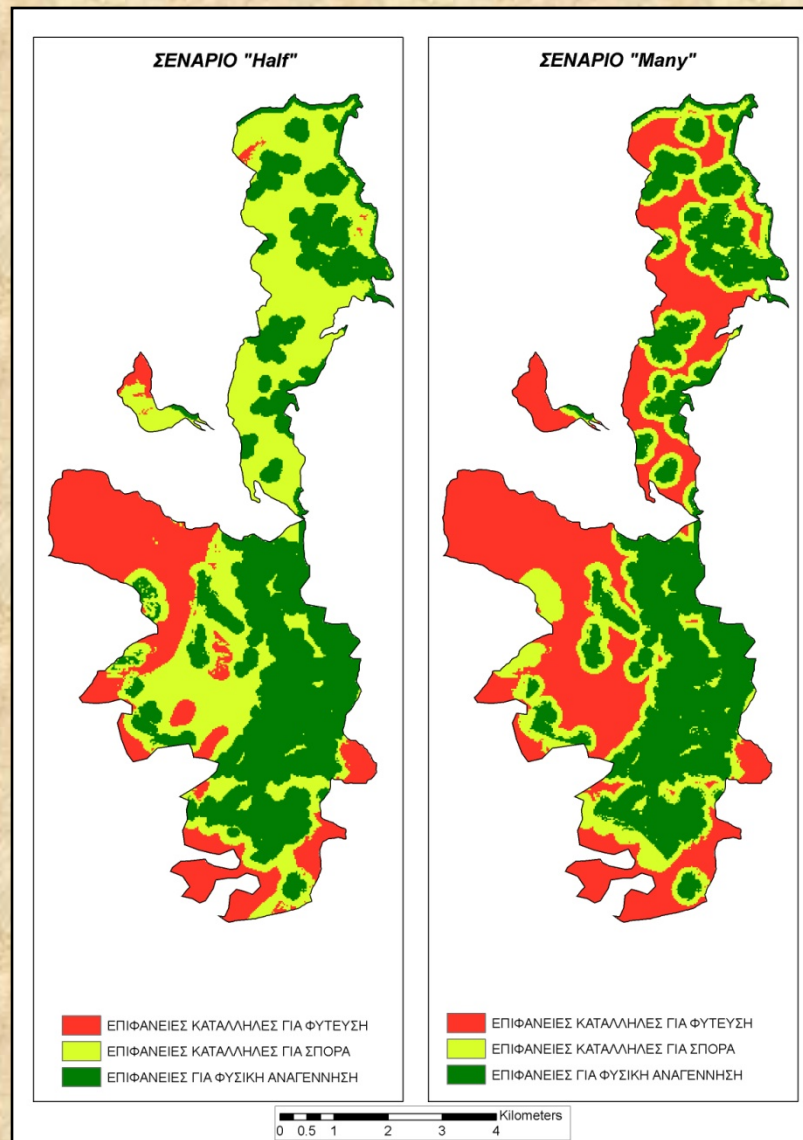 ΣΕΝΑΡΙΟ "Half"
ΕΠΙΦΑΝΕΙΕΣ ΚΑΤΑΛΛΗΛΕΣ ΓΙΑ ΦΥΤΕΥΣΗ
ΕΠΙΦΑΝΕΙΕΣ ΚΑΤΑΛΛΗΛΕΣ ΓΙΑ ΣΠΟΡΑ
ΕΠΙΦΑΝΕΙΕΣ ΓΙΑ ΦΥΣΙΚΗ ΑΝΑΓΕΝΝΗΣΗ
ΣΕΝΑΡΙΟ "Many"
ΕΠΙΦΑΝΕΙΕΣ ΚΑΤΑΛΛΗΛΕΣ ΓΙΑ ΦΥΤΕΥΣΗ
ΕΠΙΦΑΝΕΙΕΣ ΚΑΤΑΛΛΗΛΕΣ ΓΙΑ ΣΠΟΡΑ
ΕΠΙΦΑΝΕΙΕΣ ΓΙΑ ΦΥΣΙΚΗ ΑΝΑΓΕΝΝΗΣΗ
Kilometers
0 0.5 1 2 3 4